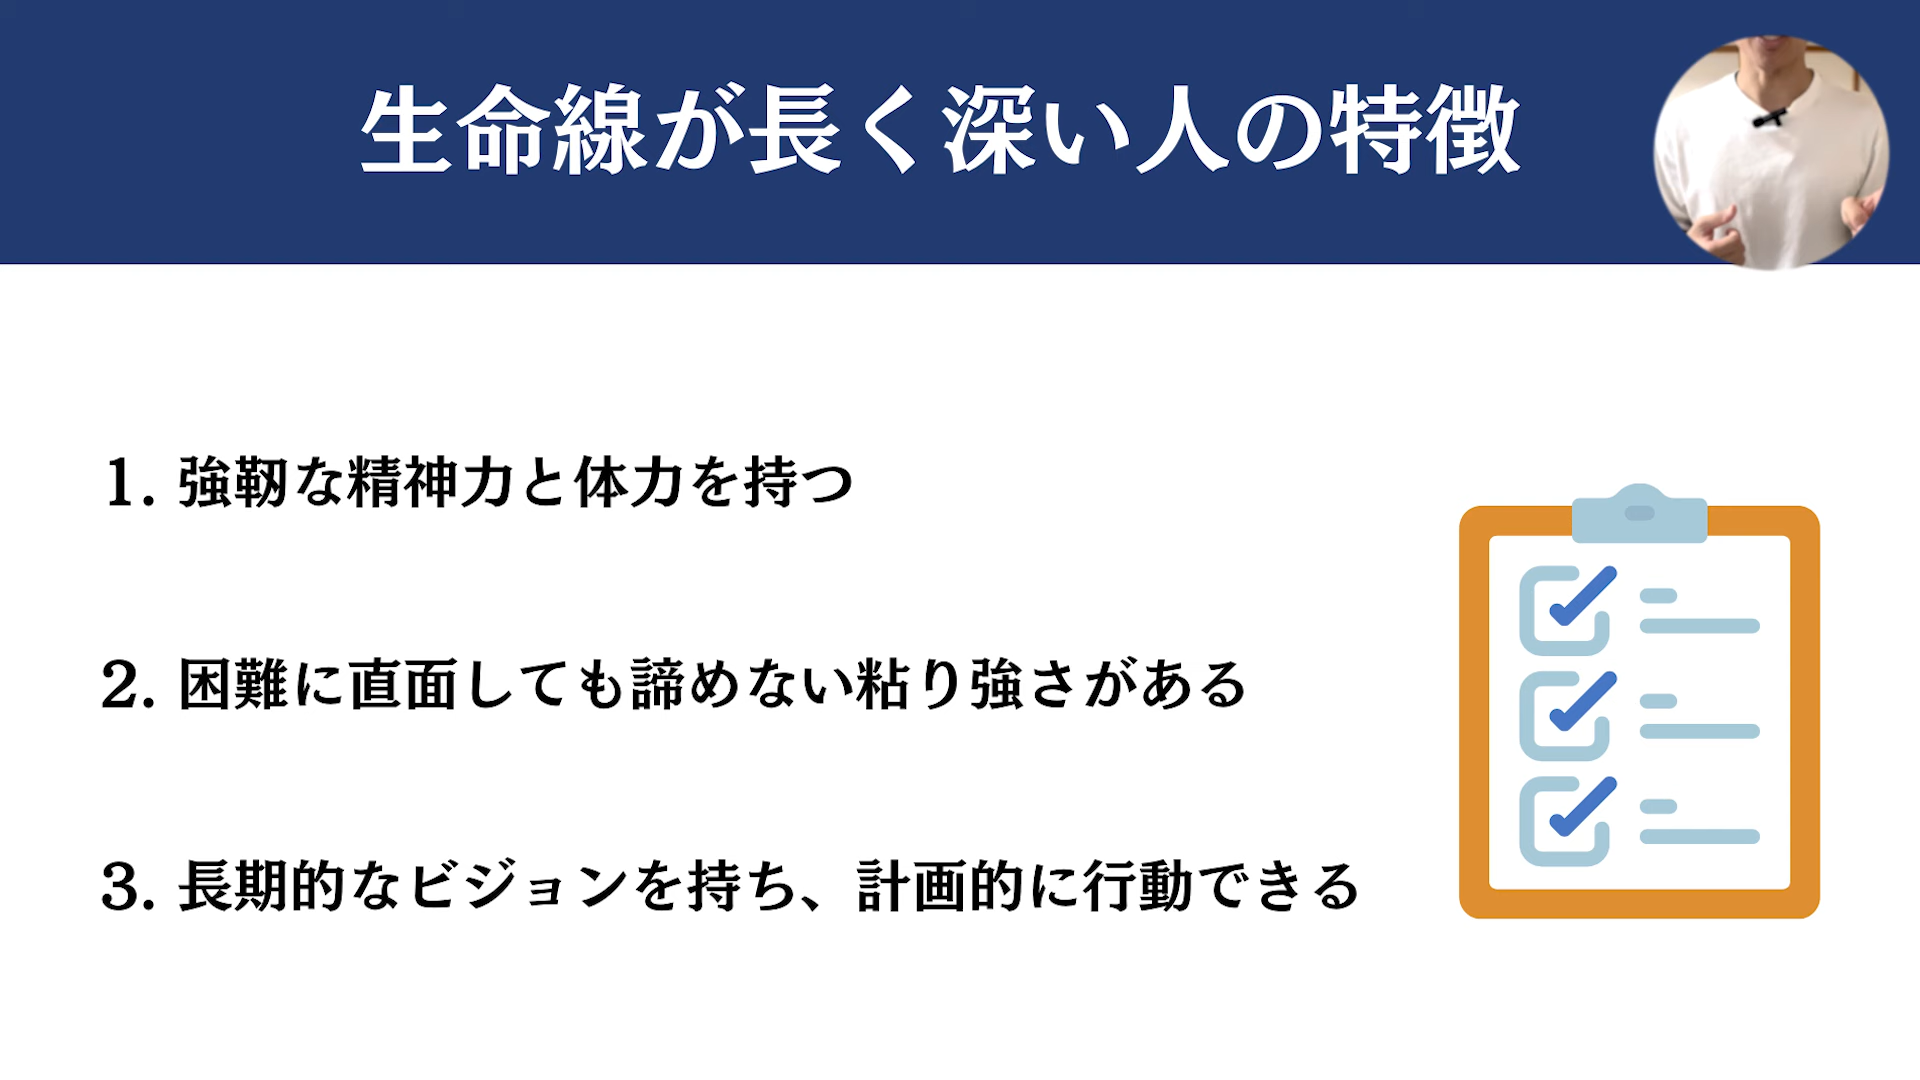 生命線が長く深い人の特徴
1. 強靭な精神力と体力を持つ
2. 困難に直面しても諦めない粘り強さがある
3. 長期的なビジョンを持ち、計画的に行動できる